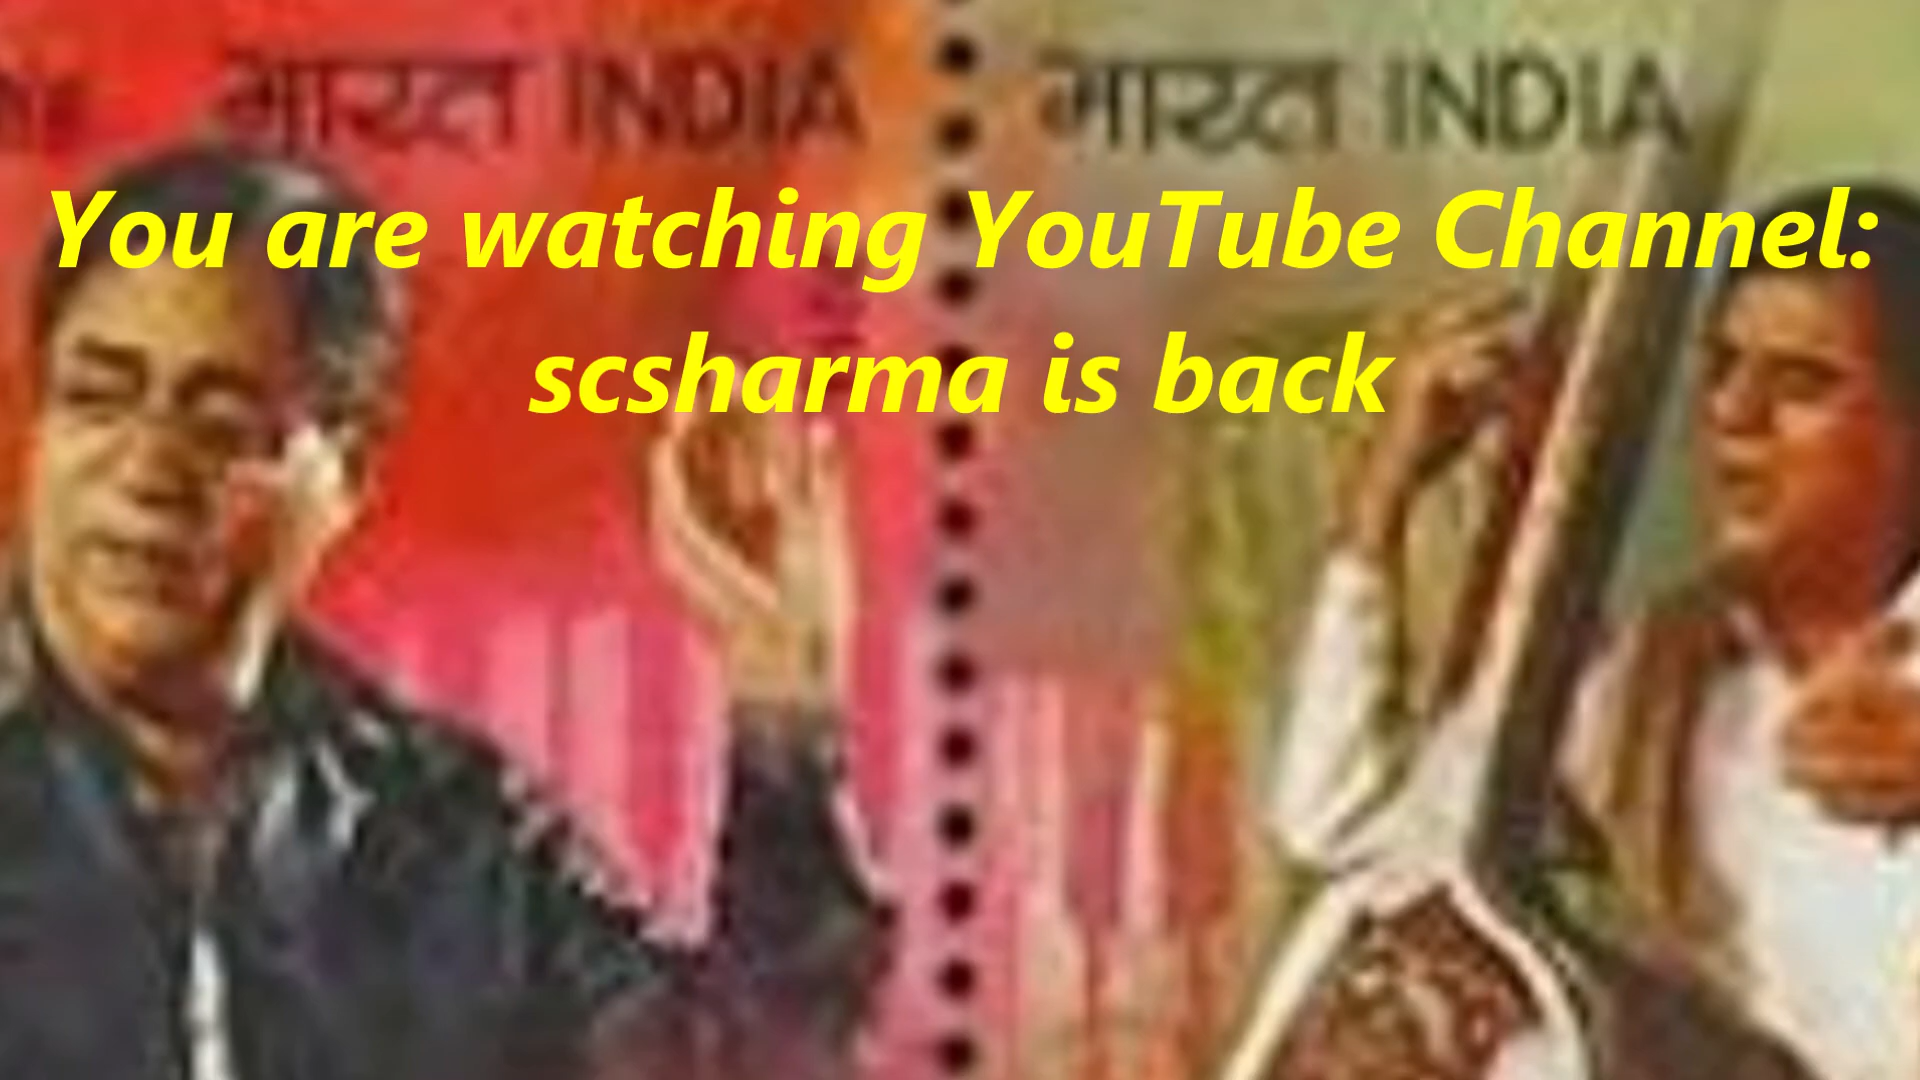 भारत INDIA
भारत INDIA
You are watching YouTube Channel:
scsharma is back